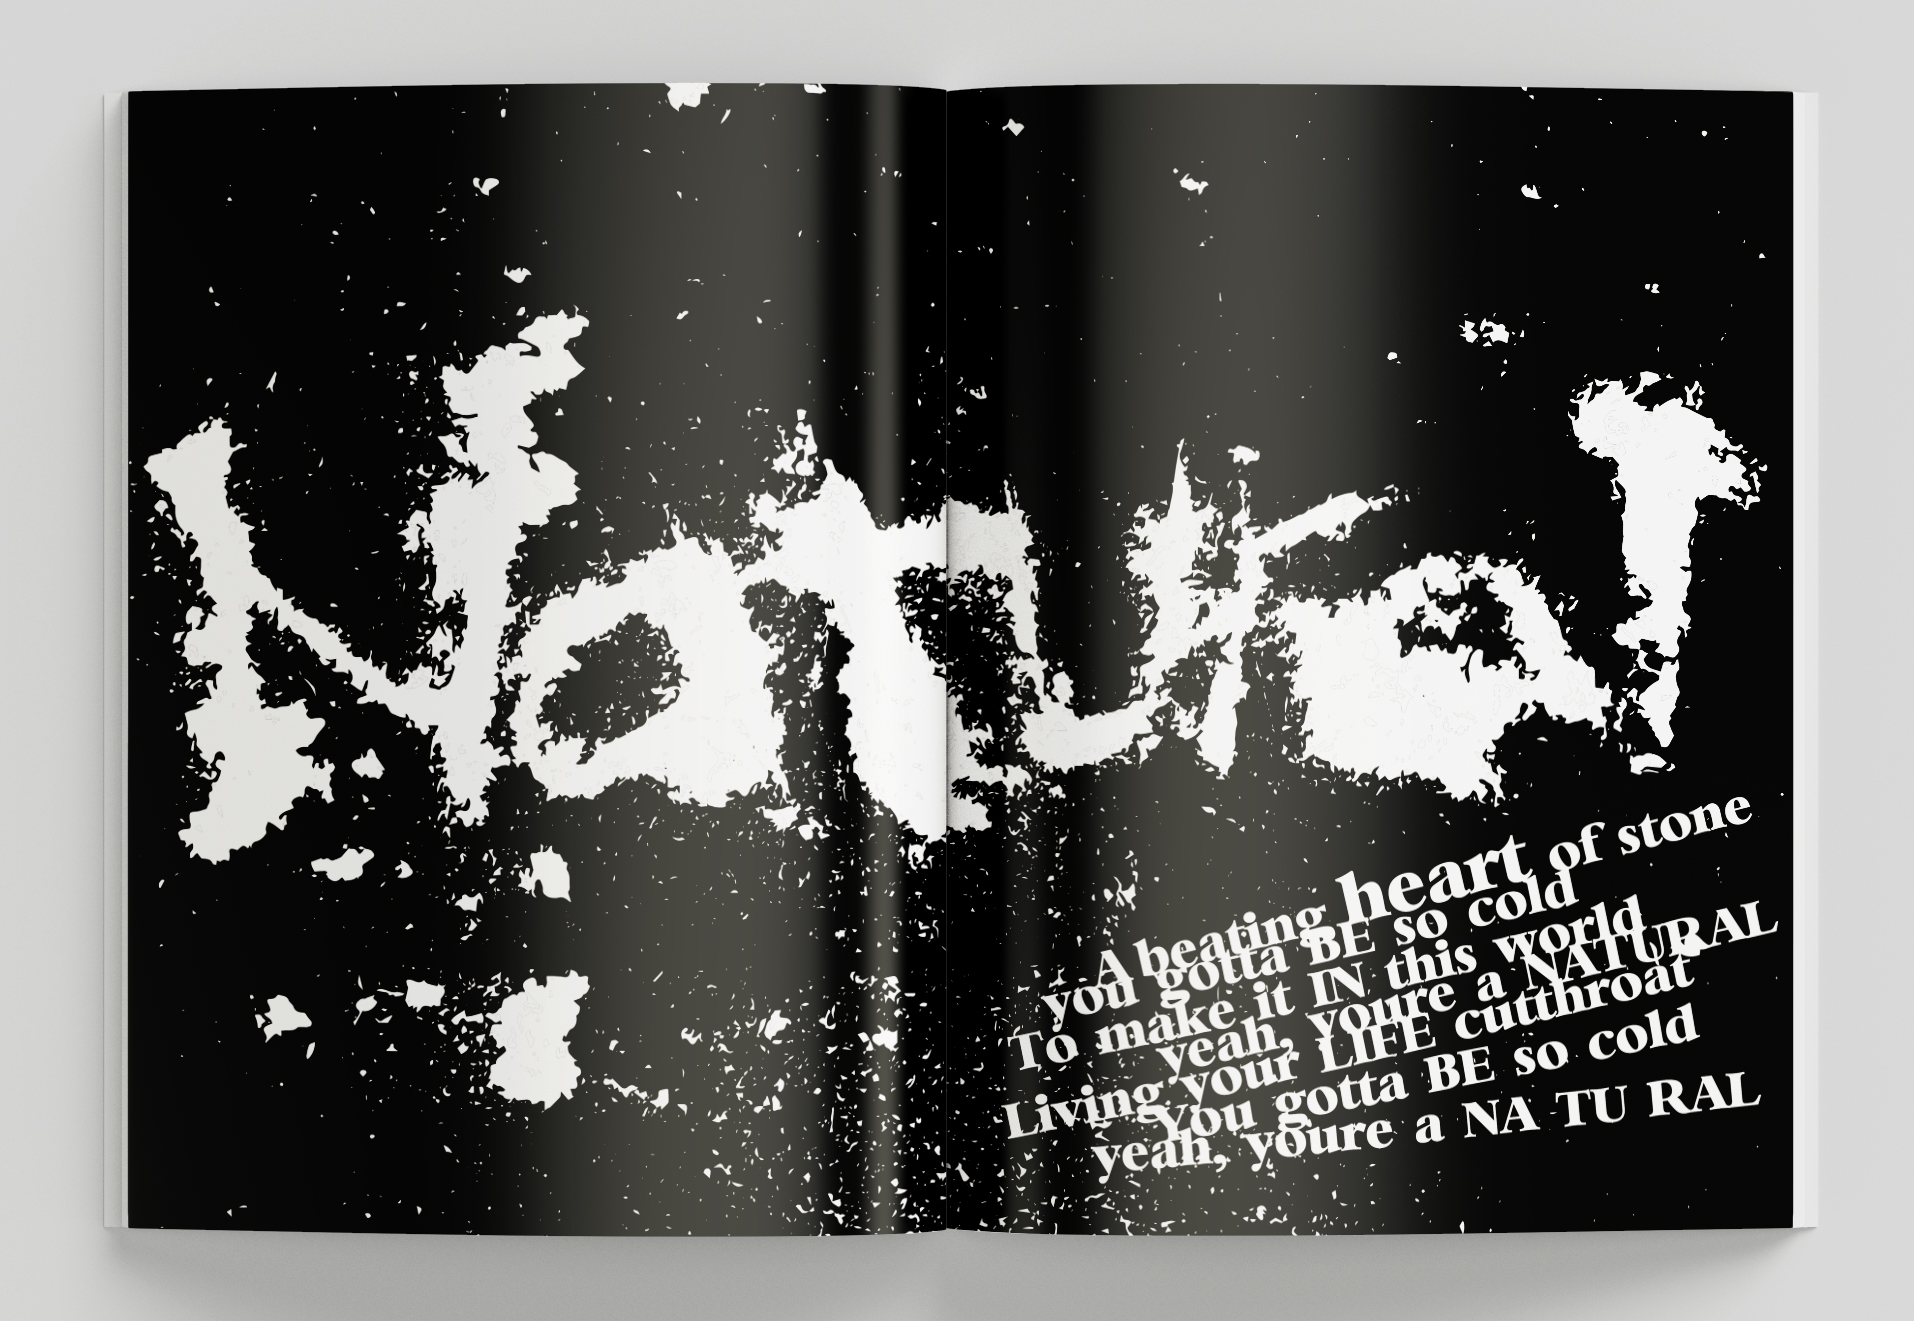 Natural
A beating heart of stone
you gotta BE so cold
To make it IN this world
yeah, youre a NATURAL
Living your LIFE cutthroat
you gotta BE so cold
yeah, youre a NA TU RAL